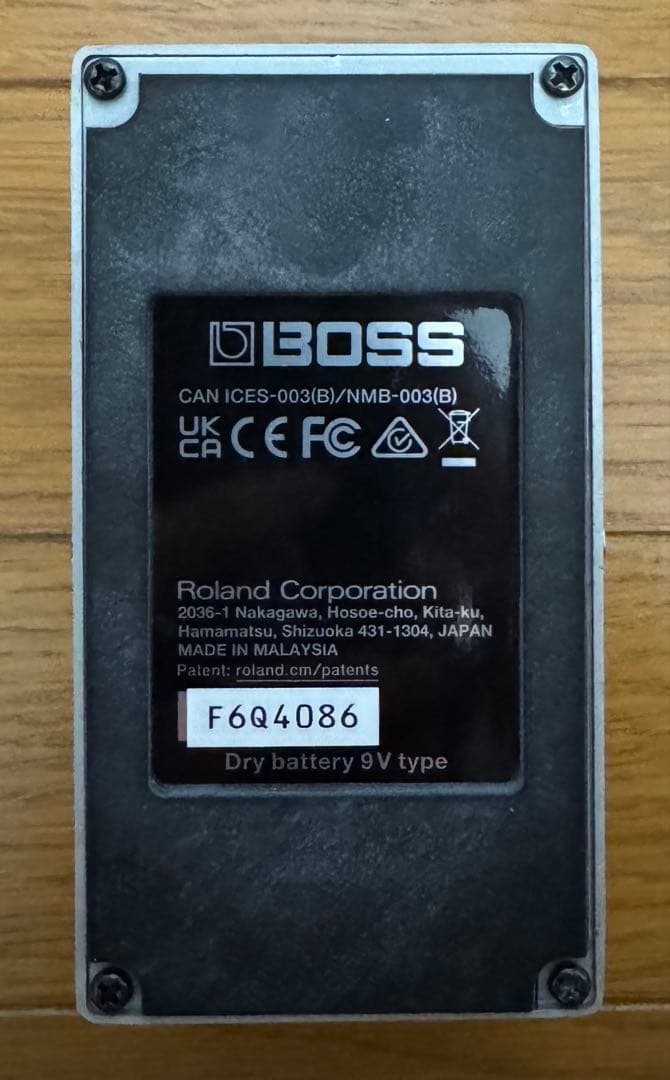 BOSS
CAN ICES-003(B)/NMB-003(B)
UK
CA CE FC
Roland Corporation
2036-1 Nakagawa, Hosoe-cho, Kita-ku,
Hamamatsu, Shizuoka 431-1304, JAPAN
MADE IN MALAYSIA
Patent: roland.cm/patents
F6Q4086
Dry battery 9V type